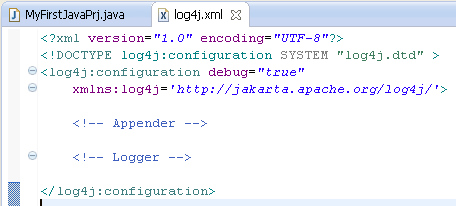 MyFirstJavaPrj.java
log4j.xml
<?xml version="1.0" encoding="UTF-8"?>
<!DOCTYPE log4j:configuration SYSTEM "log4j.dtd" >
<log4j:configuration debug="true"
xmlns:log4j='http://jakarta.apache.org/log4j/'>
<!-- Appender -->
<!-- Logger -->
</log4j:configuration>